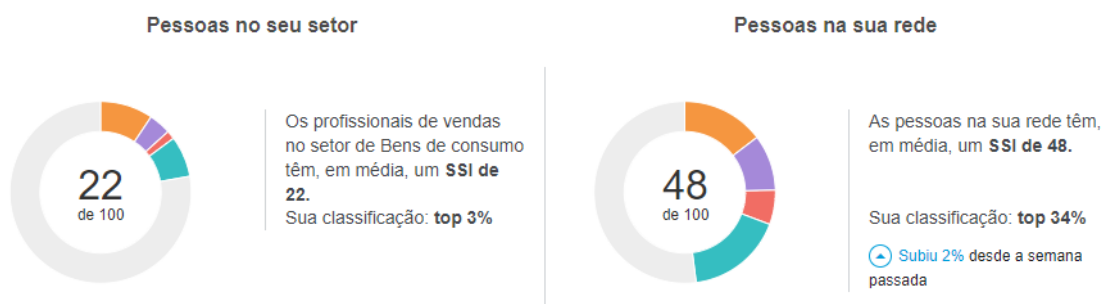 Pessoas no seu setor
22
de 100
Os profissionais de vendas
no setor de Bens de consumo
têm, em média, um SSI de
22.
Sua classificação: top 3%
Pessoas na sua rede
48
de 100
As pessoas na sua rede têm,
em média, um SSI de 48.
Sua classificação: top 34%
Subiu 2% desde a semana
passada